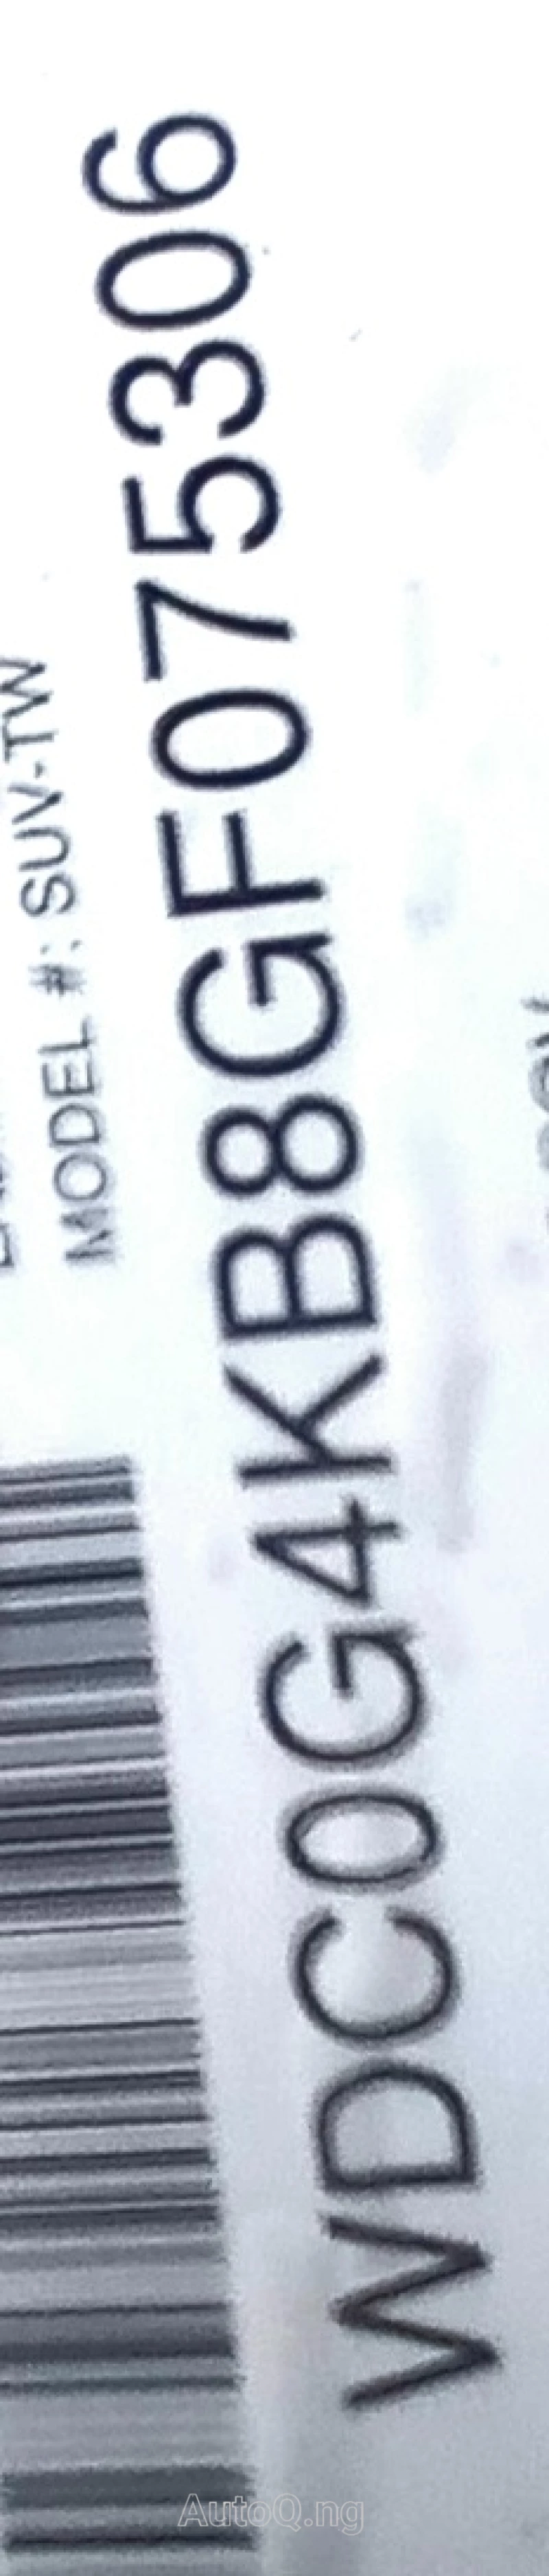 MODEL #: SUV-TW
WDC0G4KB8GF075306
AutoQ.ng